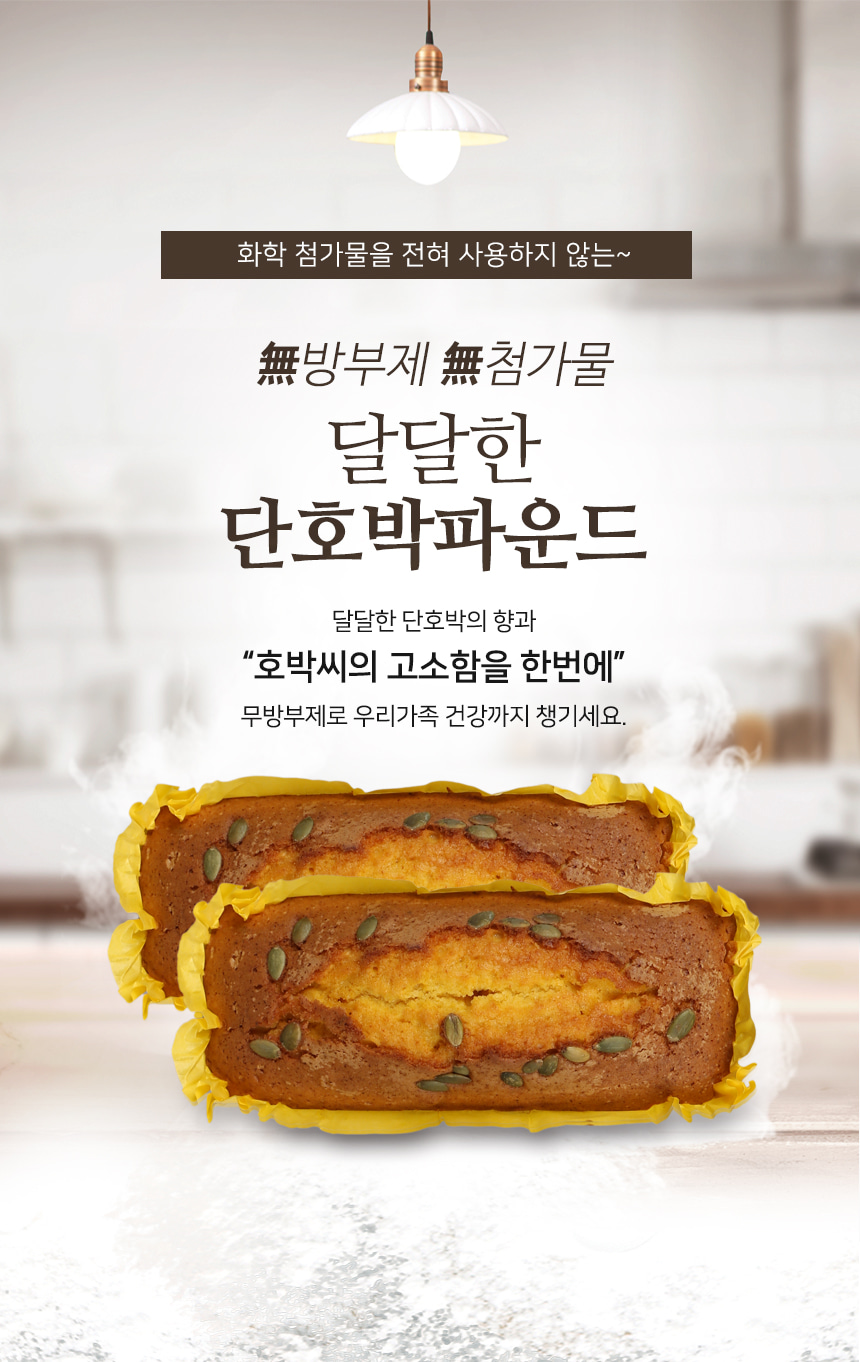 화학 첨가물을 전혀 사용하지 않는~
無방부제 無첨가물
달달한
단호박파운드
달달한 단호박의 향과
“호박씨의 고소함을 한번에”
무방부제로 우리가족 건강까지 챙기세요.